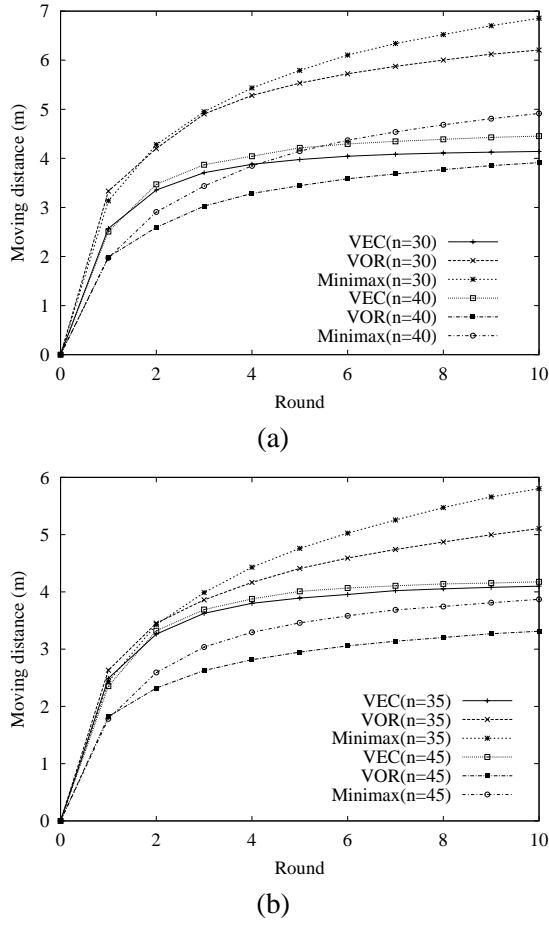 7
6
5
4
3
2
1
0
Moving distance (m)
VEC(n=30)
VOR(n=30)
Minimax(n=30)
VEC(n=40)
VOR(n=40)
Minimax(n=40)
0 2 4 6 8 10
Round
(a)
6
5
4
3
2
1
0
Moving distance (m)
VEC(n=35)
VOR(n=35)
Minimax(n=35)
VEC(n=45)
VOR(n=45)
Minimax(n=45)
0 2 4 6 8 10
Round
(b)